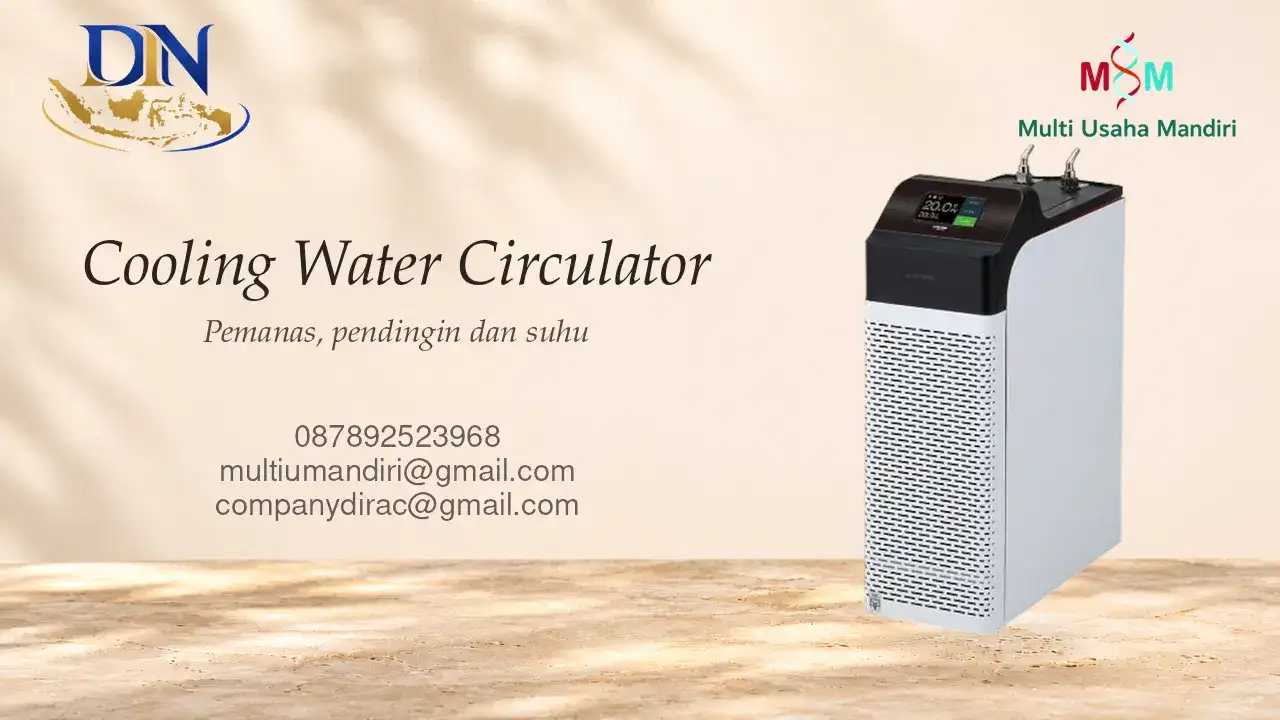 DIN
MSM
Multi Usaha Mandiri
20.0
Cooling Water Circulator
Pemanas, pendingin dan suhu
087892523968
multiumandiri@gmail.com
companydirac@gmail.com